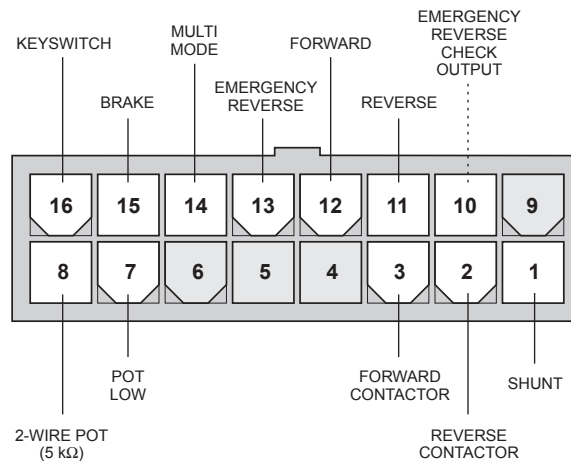 KEYSWITCH
MULTI
MODE
FORWARD
EMERGENCY
REVERSE
CHECK
OUTPUT
BRAKE
EMERGENCY
REVERSE
REVERSE
16 15 14 13 12 11 10 9
8 7 6 5 4 3 2 1
POT
LOW
FORWARD
CONTACTOR
SHUNT
2-WIRE POT
(5 kΩ)
REVERSE
CONTACTOR